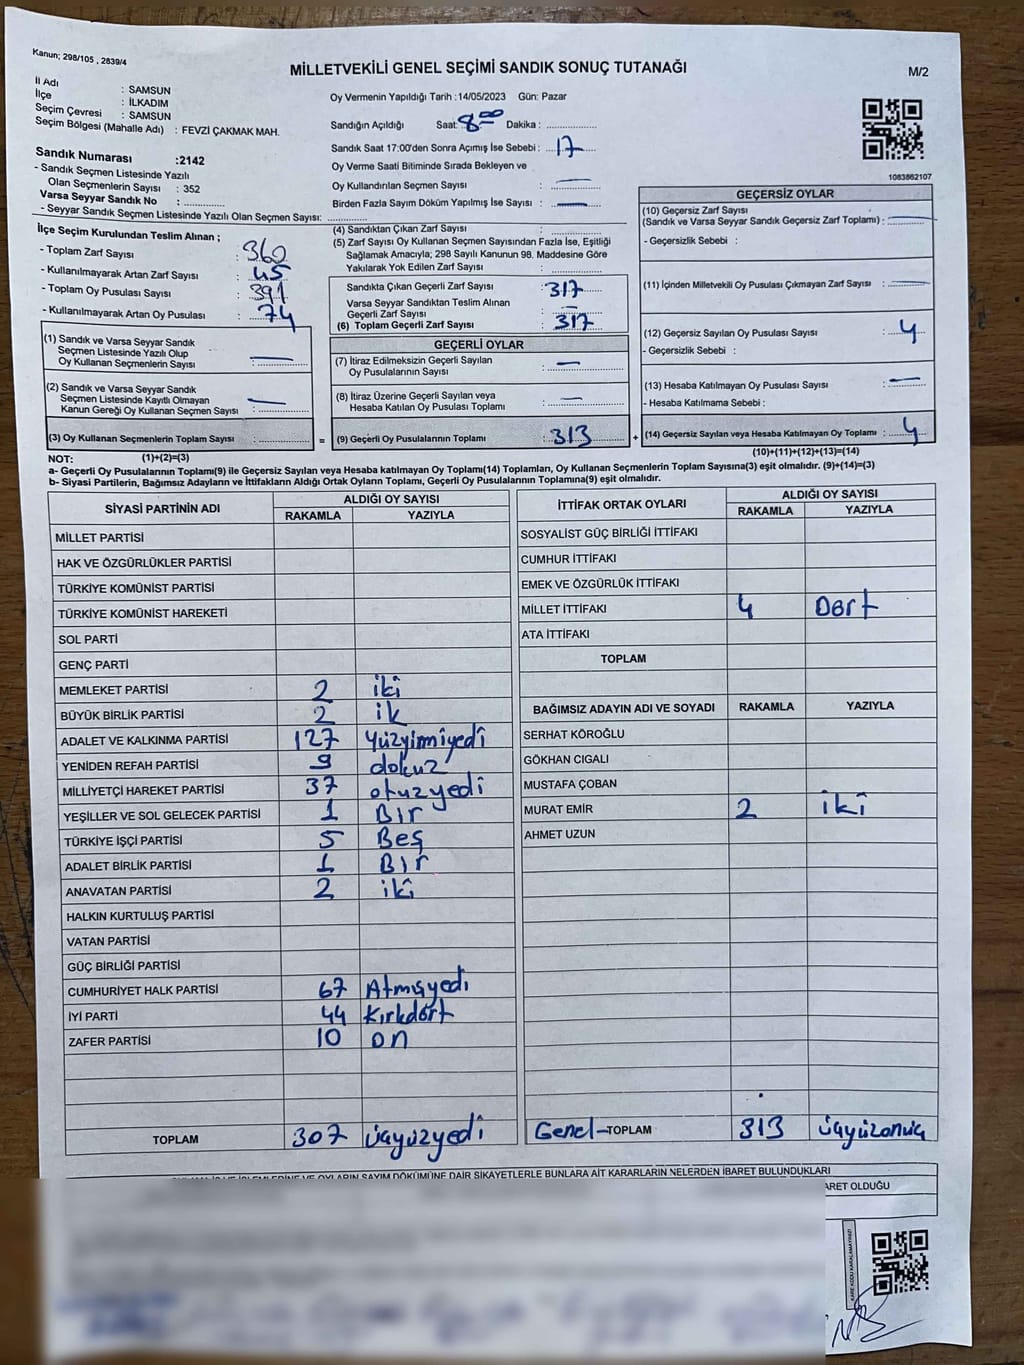 Kanun; 298/105 , 2839/4
MİLLETVEKİLİ GENEL SEÇİMİ SANDIK SONUÇ TUTANAĞI
M/2
İl Adı : SAMSUN
İlçe : İLKADIM
Seçim Çevresi : SAMSUN
Seçim Bölgesi (Mahalle Adı) : FEVZİ ÇAKMAK MAH.
Sandık Numarası :2142
- Sandık Seçmen Listesinde Yazılı
Olan Seçmenlerin Sayısı : 352
Varsa Seyyar Sandık No :
- Seyyar Sandık Seçmen Listesinde Yazılı Olan Seçmen Sayısı:
Oy Vermenin Yapıldığı Tarih :14/05/2023 Gün: Pazar
Sandığın Açıldığı Saat: 8 00 Dakika :
Sandık Saat 17:00'den Sonra Açımış İse Sebebi : 17
Oy Verme Saati Bitiminde Sırada Bekleyen ve
Oy Kullandırılan Seçmen Sayısı : —
Birden Fazla Sayım Döküm Yapılmış İse Sayısı : —
1083862107
İlçe Seçim Kurulundan Teslim Alınan ;
- Toplam Zarf Sayısı : 360
- Kullanılmayarak Artan Zarf Sayısı : 45
- Toplam Oy Pusulası Sayısı : 391
- Kullanılmayarak Artan Oy Pusulası : 74
(1) Sandık ve Varsa Seyyar Sandık
Seçmen Listesinde Yazılı Olup
Oy Kullanan Seçmenlerin Sayısı : —
(2) Sandık ve Varsa Seyyar Sandık
Seçmen Listesinde Kayıtlı Olmayan
Kanun Gereği Oy Kullanan Seçmen Sayısı : —
(3) Oy Kullanan Seçmenlerin Toplam Sayısı :
(4) Sandıktan Çıkan Zarf Sayısı :
(5) Zarf Sayısı Oy Kullanan Seçmen Sayısından Fazla İse, Eşitliği
Sağlamak Amacıyla; 298 Sayılı Kanunun 98. Maddesine Göre
Yakılarak Yok Edilen Zarf Sayısı :
Sandıkta Çıkan Geçerli Zarf Sayısı : 317
Varsa Seyyar Sandıktan Teslim Alınan
Geçerli Zarf Sayısı : —
(6) Toplam Geçerli Zarf Sayısı : 317
GEÇERLİ OYLAR
(7) İtiraz Edilmeksizin Geçerli Sayılan
Oy Pusulalarının Sayısı : —
(8) İtiraz Üzerine Geçerli Sayılan veya
Hesaba Katılan Oy Pusulası Toplamı : —
= (9) Geçerli Oy Pusulalarının Toplamı : 313
GEÇERSİZ OYLAR
(10) Geçersiz Zarf Sayısı
(Sandık ve Varsa Seyyar Sandık Geçersiz Zarf Toplamı) : —
- Geçersizlik Sebebi :
(11) İçinden Milletvekili Oy Pusulası Çıkmayan Zarf Sayısı : —
(12) Geçersiz Sayılan Oy Pusulası Sayısı : 4
- Geçersizlik Sebebi :
(13) Hesaba Katılmayan Oy Pusulası Sayısı : —
- Hesaba Katılmama Sebebi :
+ (14) Geçersiz Sayılan veya Hesaba Katılmayan Oy Toplamı : 4
NOT: (1)+(2)=(3)
(10)+(11)+(12)+(13)=(14)
a- Geçerli Oy Pusulalarının Toplamı(9) ile Geçersiz Sayılan veya Hesaba katılmayan Oy Toplamı(14) Toplamları, Oy Kullanan Seçmenlerin Toplam Sayısına(3) eşit olmalıdır. (9)+(14)=(3)
b- Siyasi Partilerin, Bağımsız Adayların ve İttifakların Aldığı Ortak Oyların Toplamı, Geçerli Oy Pusulalarının Toplamına(9) eşit olmalıdır.
SİYASİ PARTİNİN ADI ALDIĞI OY SAYISI
RAKAMLA YAZIYLA
MİLLET PARTİSİ
HAK VE ÖZGÜRLÜKLER PARTİSİ
TÜRKİYE KOMÜNİST PARTİSİ
TÜRKİYE KOMÜNİST HAREKETİ
SOL PARTİ
GENÇ PARTİ
MEMLEKET PARTİSİ 2 iki
BÜYÜK BİRLİK PARTİSİ 2 ik
ADALET VE KALKINMA PARTİSİ 127 Yüzyirmiyedi
YENİDEN REFAH PARTİSİ 9 dokuz
MİLLİYETÇİ HAREKET PARTİSİ 37 otuzyedi
YEŞİLLER VE SOL GELECEK PARTİSİ 1 Bir
TÜRKİYE İŞÇİ PARTİSİ 5 Beş
ADALET BİRLİK PARTİSİ 1 Bir
ANAVATAN PARTİSİ 2 iki
HALKIN KURTULUŞ PARTİSİ
VATAN PARTİSİ
GÜÇ BİRLİĞİ PARTİSİ
CUMHURİYET HALK PARTİSİ 67 Atmışyedi
İYİ PARTİ 44 Kırkdört
ZAFER PARTİSİ 10 on
TOPLAM 307 üçyüzyedi
İTTİFAK ORTAK OYLARI ALDIĞI OY SAYISI
RAKAMLA YAZIYLA
SOSYALİST GÜÇ BİRLİĞİ İTTİFAKI
CUMHUR İTTİFAKI
EMEK VE ÖZGÜRLÜK İTTİFAKI
MİLLET İTTİFAKI 4 Dört
ATA İTTİFAKI
TOPLAM
BAĞIMSIZ ADAYIN ADI VE SOYADI RAKAMLA YAZIYLA
SERHAT KÖROĞLU
GÖKHAN CIGALI
MUSTAFA ÇOBAN
MURAT EMİR 2 iki
AHMET UZUN
Genel-TOPLAM 313 üçyüzonüç
DÖKÜMÜNE DAİR ŞİKAYETLERLE BUNLARA AİT KARARLARIN NELERDEN İBARET BULUNDUKLARI
ARET OLDUĞU
KARE KODU KARALAMAYINIZ!